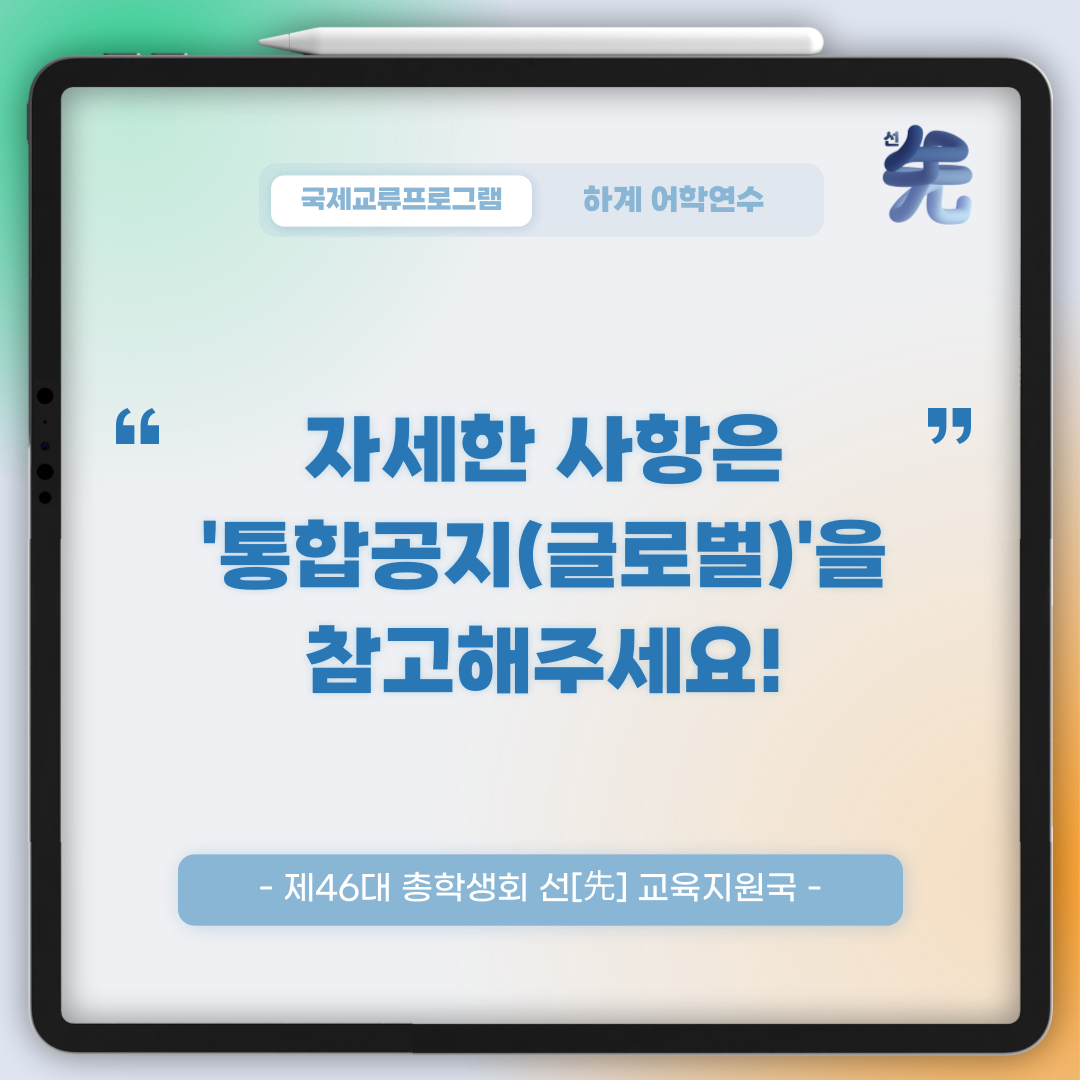 선 先
국제교류프로그램 하계 어학연수
“ 자세한 사항은 ”
'통합공지(글로벌)'을
참고해주세요!
- 제46대 총학생회 선[先] 교육지원국 -